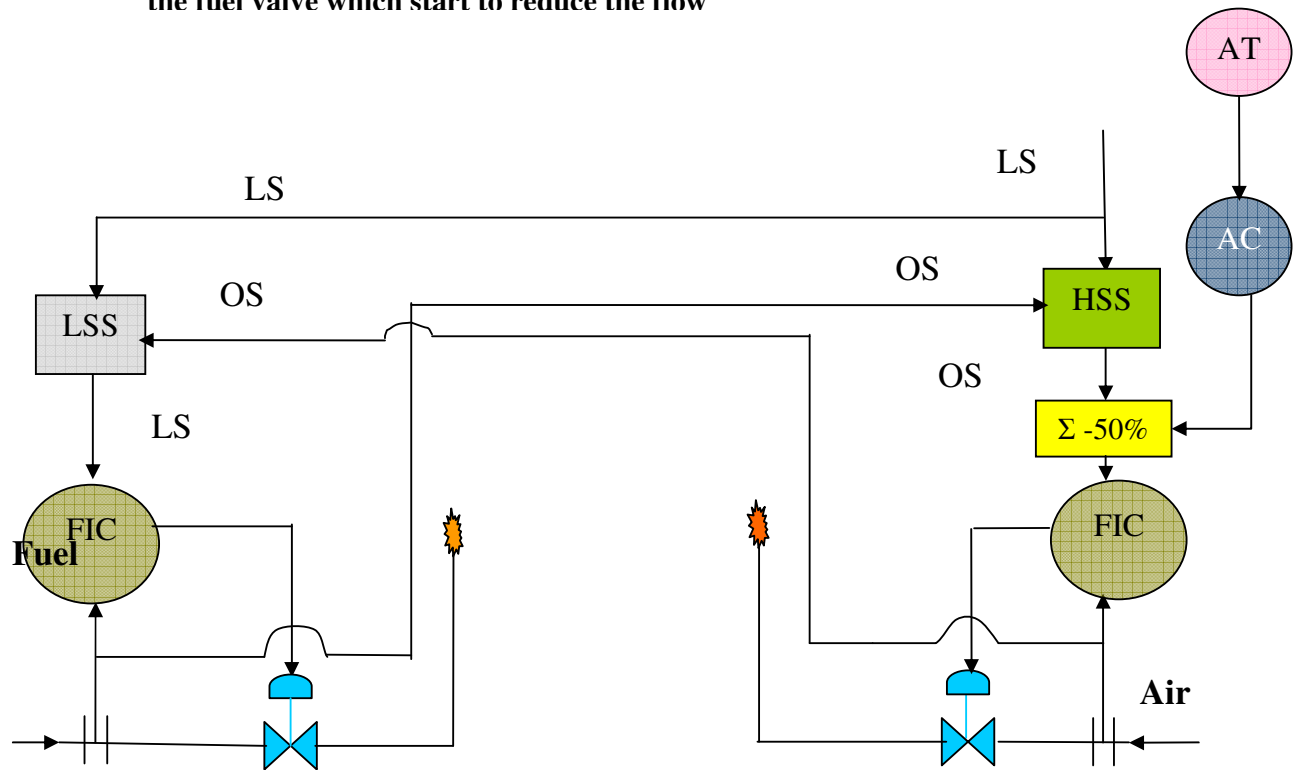 the fuel valve which start to reduce the flow
AT
LS
LS
AC
OS
OS
HSS
LSS
OS
LS
Σ -50%
FIC
FIC
Fuel
Air